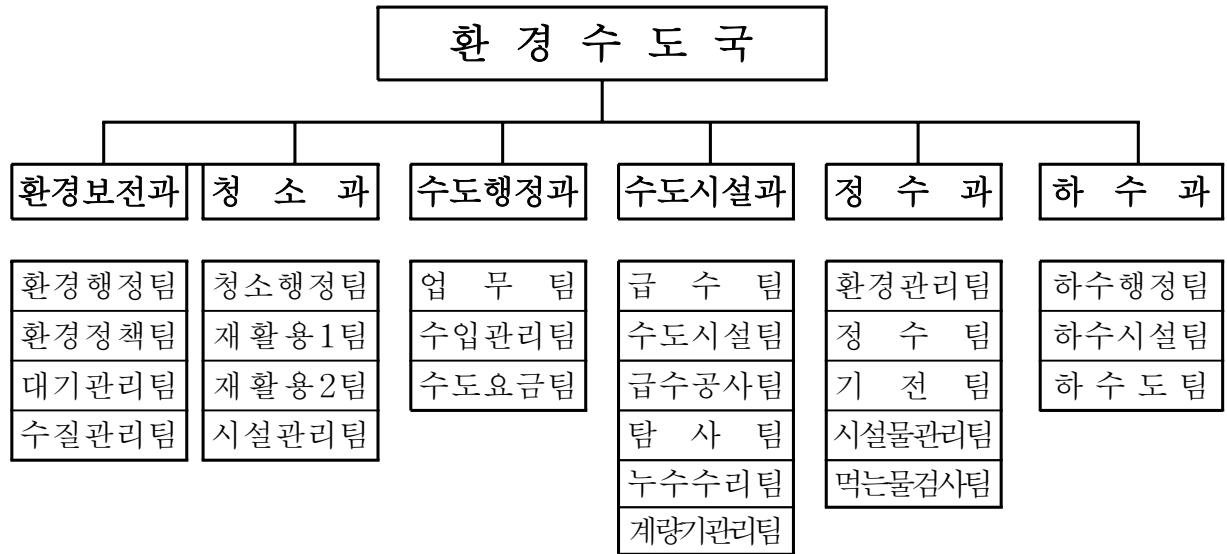 환 경 수 도 국
환경보전과 청 소 과 수도행정과 수도시설과 정 수 과 하 수 과
환경행정팀 청소행정팀 업 무 팀 급 수 팀 환경관리팀 하수행정팀
환경정책팀 재활용1팀 수입관리팀 수도시설팀 정 수 팀 하수시설팀
대기관리팀 재활용2팀 수도요금팀 급수공사팀 기 전 팀 하 수 도 팀
수질관리팀 시설관리팀 탐 사 팀 시설물관리팀
누수수리팀 먹는물검사팀
계량기관리팀